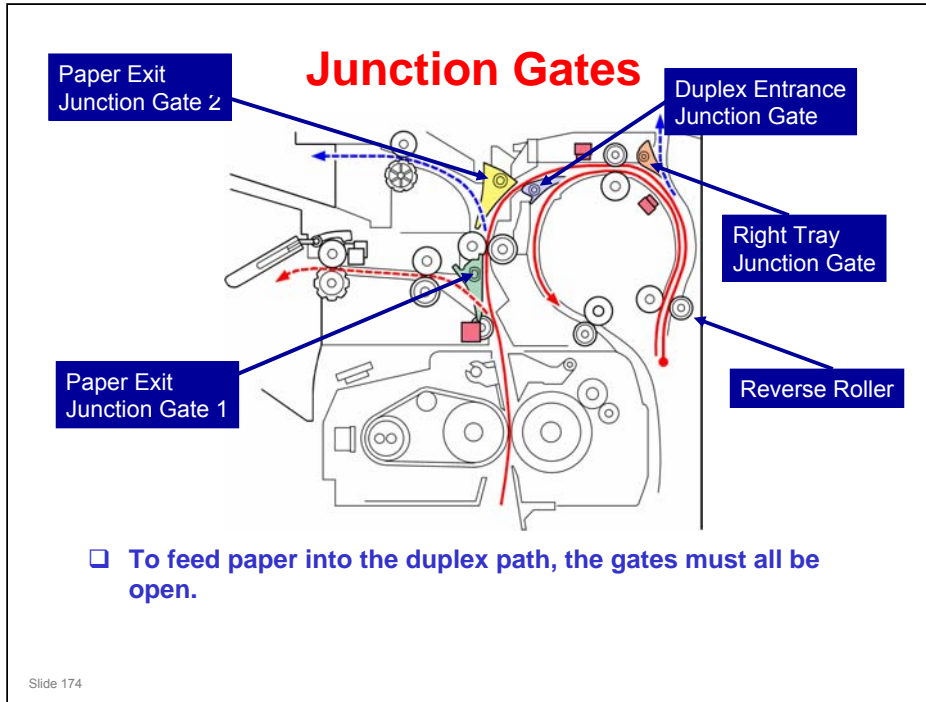 Junction Gates
Paper Exit
Junction Gate 2
Duplex Entrance
Junction Gate
Right Tray
Junction Gate
Paper Exit
Junction Gate 1
Reverse Roller
❑ To feed paper into the duplex path, the gates must all be
open.
Slide 174